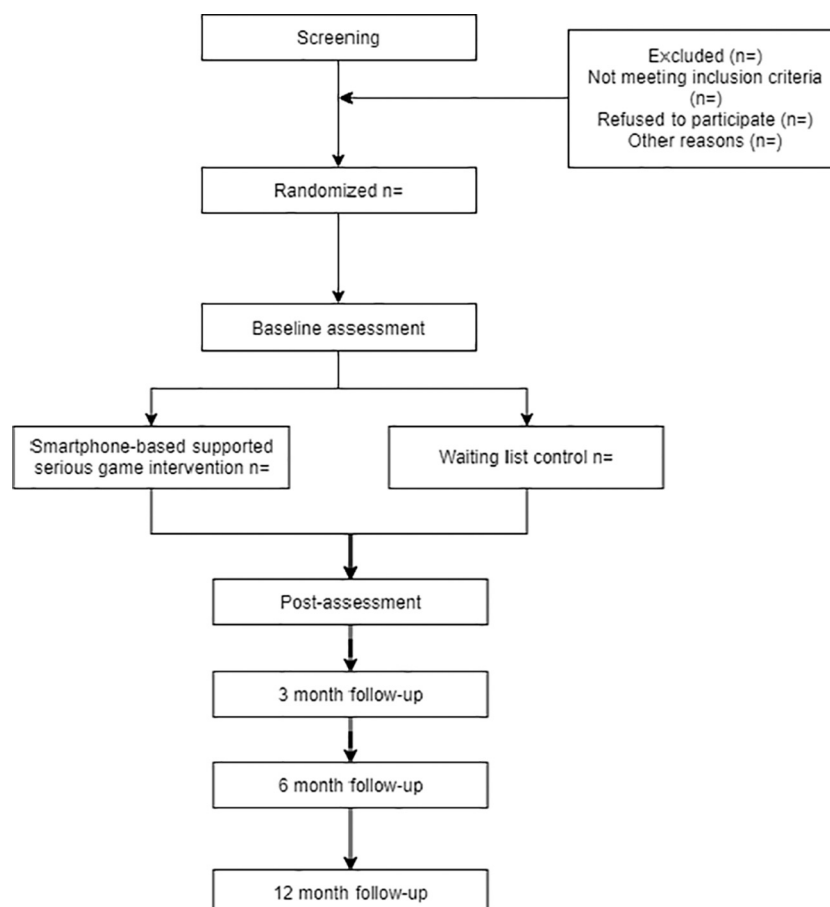 Screening
Excluded (n=)
Not meeting inclusion criteria
(n=)
Refused to participate (n=)
Other reasons (n=)
Randomized n=
Baseline assessment
Smartphone-based supported
serious game intervention n=
Waiting list control n=
Post-assessment
3 month follow-up
6 month follow-up
12 month follow-up